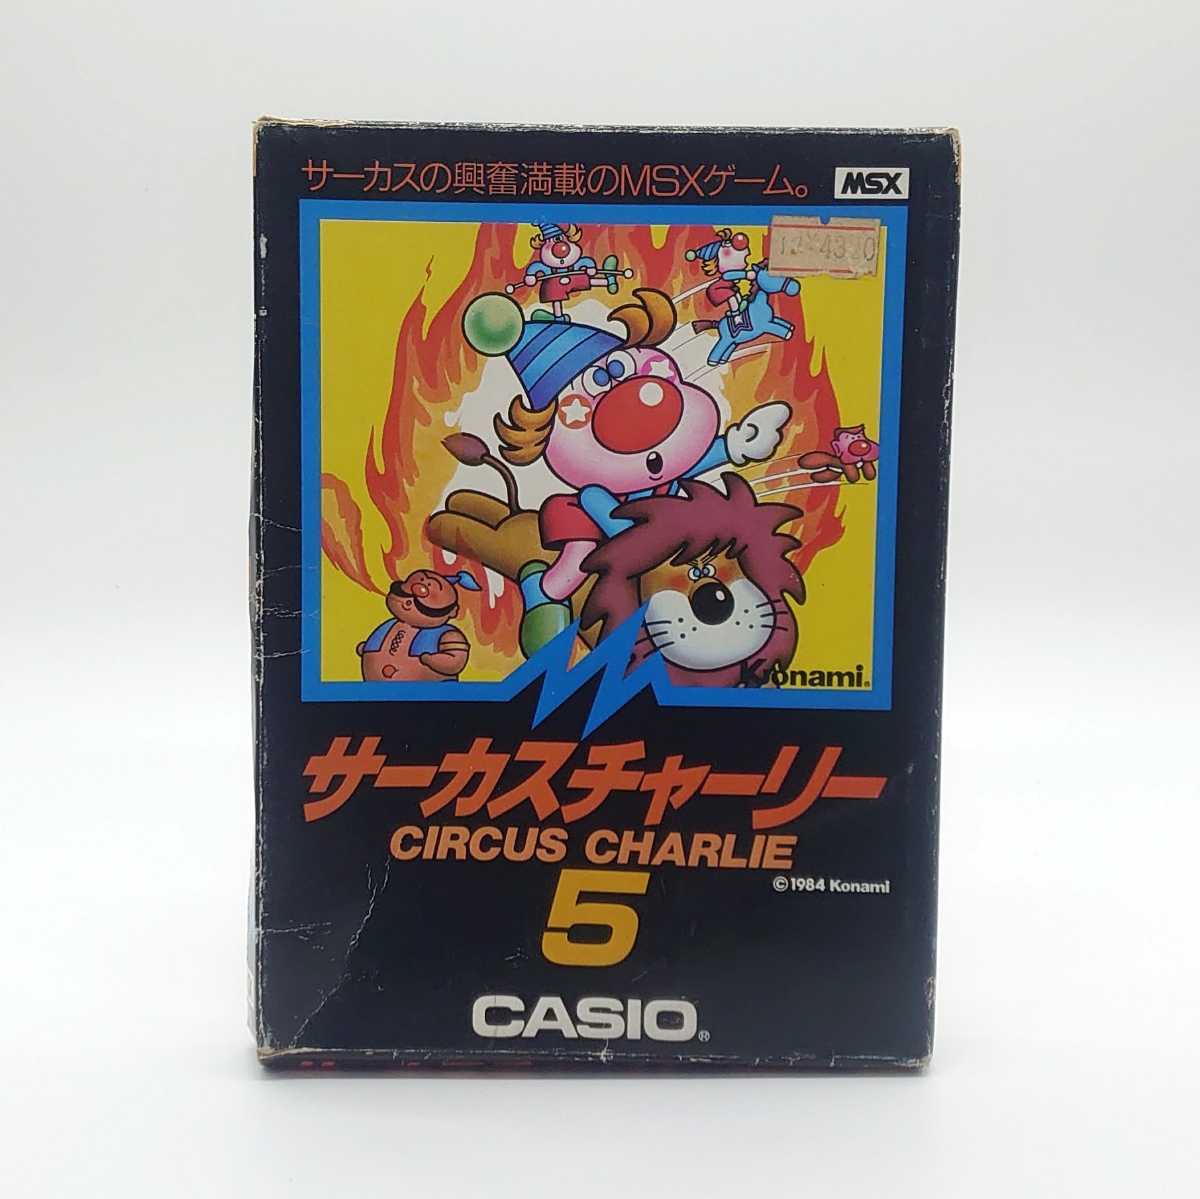 サーカスの興奮満載のMSXゲーム。
MSX
Konami®
サーカスチャーリー
CIRCUS CHARLIE
©1984 Konami
5
CASIO®